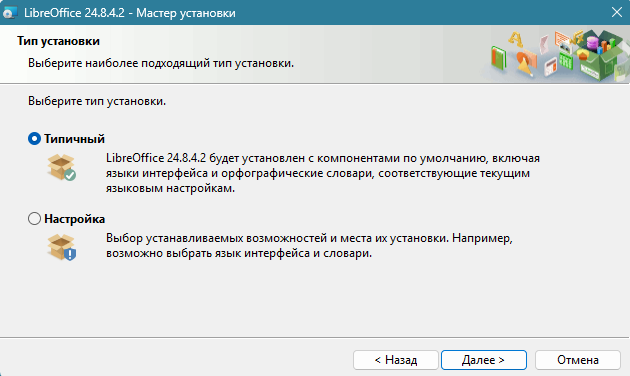 LibreOffice 24.8.4.2 - Мастер установки
Тип установки
Выберите наиболее подходящий тип установки.
Выберите тип установки.
Типичный
LibreOffice 24.8.4.2 будет установлен с компонентами по умолчанию, включая
языки интерфейса и орфографические словари, соответствующие текущим
языковым настройкам.
Настройка
Выбор устанавливаемых возможностей и места их установки. Например,
возможно выбрать язык интерфейса и словари.
< Назад
Далее >
Отмена